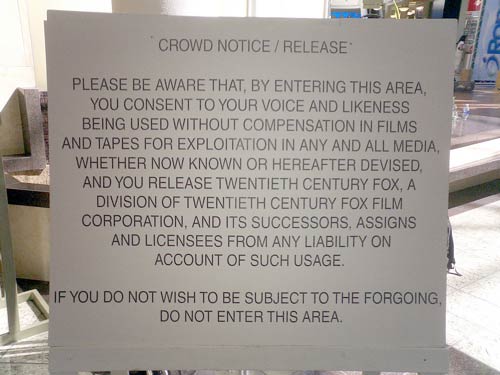 CROWD NOTICE / RELEASE
PLEASE BE AWARE THAT, BY ENTERING THIS AREA,
YOU CONSENT TO YOUR VOICE AND LIKENESS
BEING USED WITHOUT COMPENSATION IN FILMS
AND TAPES FOR EXPLOITATION IN ANY AND ALL MEDIA,
WHETHER NOW KNOWN OR HEREAFTER DEVISED,
AND YOU RELEASE TWENTIETH CENTURY FOX, A
DIVISION OF TWENTIETH CENTURY FOX FILM
CORPORATION, AND ITS SUCCESSORS, ASSIGNS
AND LICENSEES FROM ANY LIABILITY ON
ACCOUNT OF SUCH USAGE.
IF YOU DO NOT WISH TO BE SUBJECT TO THE FORGOING,
DO NOT ENTER THIS AREA.